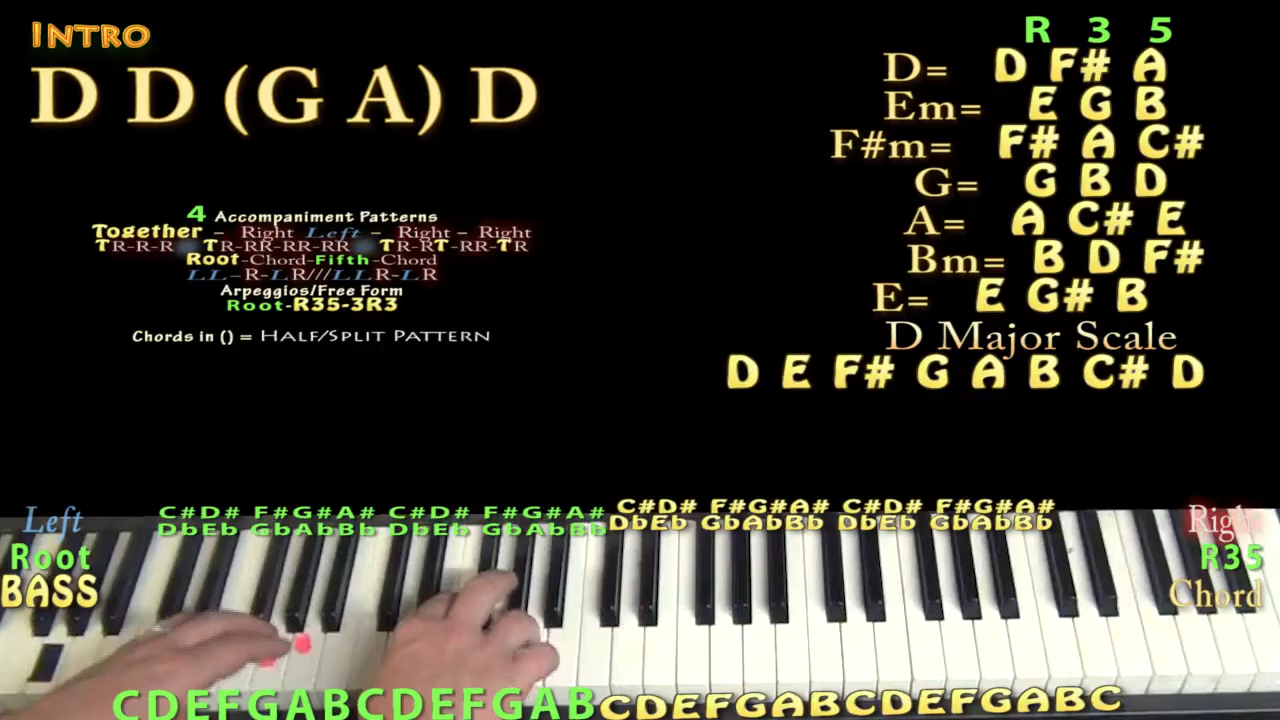 Intro
D D (G A) D
4 Accompaniment Patterns
Together – Right Left – Right – Right
TR-R-R TR-RR-RR-RR TR-RT-RR-TR
Root-Chord-Fifth-Chord
LL-R-LR///LLR-LR
Arpeggios/Free Form
Root-R35-3R3
Chords in () = Half/Split Pattern
R 3 5
D= D F# A
Em= E G B
F#m= F# A C#
G= G B D
A= A C# E
Bm= B D F#
E= E G# B
D Major Scale
D E F# G A B C# D
Left
Root
BASS
C#D# F#G#A# C#D# F#G#A# C#D# F#G#A# C#D# F#G#A#
DbEb GbAbBb DbEb GbAbBb DbEb GbAbBb DbEb GbAbBb
Right
R35
Chord
CDEFGABCDEFGABCDEFGABCDEFGABC